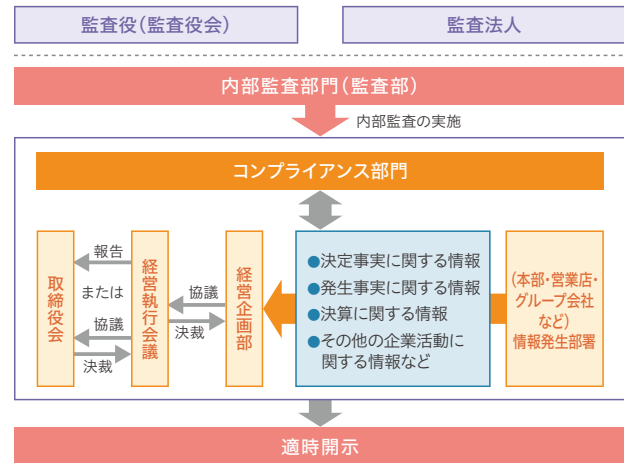 監査役（監査役会）
監査法人
内部監査部門（監査部）
内部監査の実施
コンプライアンス部門
取締役会
報告
または
協議
決裁
経営執行会議
協議
決裁
経営企画部
●決定事実に関する情報
●発生事実に関する情報
●決算に関する情報
●その他の企業活動に
関する情報など
（本部・営業店・
グループ会社
など）
情報発生部署
適時開示